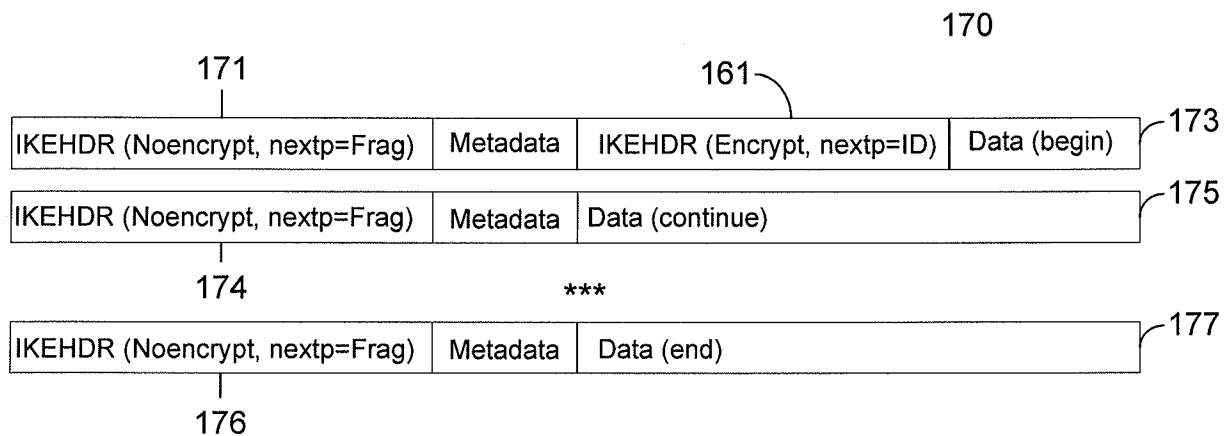 170
171 161
IKEHDR (Noencrypt, nextp=Frag) Metadata IKEHDR (Encrypt, nextp=ID) Data (begin) 173
IKEHDR (Noencrypt, nextp=Frag) Metadata Data (continue) 175
174 ***
IKEHDR (Noencrypt, nextp=Frag) Metadata Data (end) 177
176